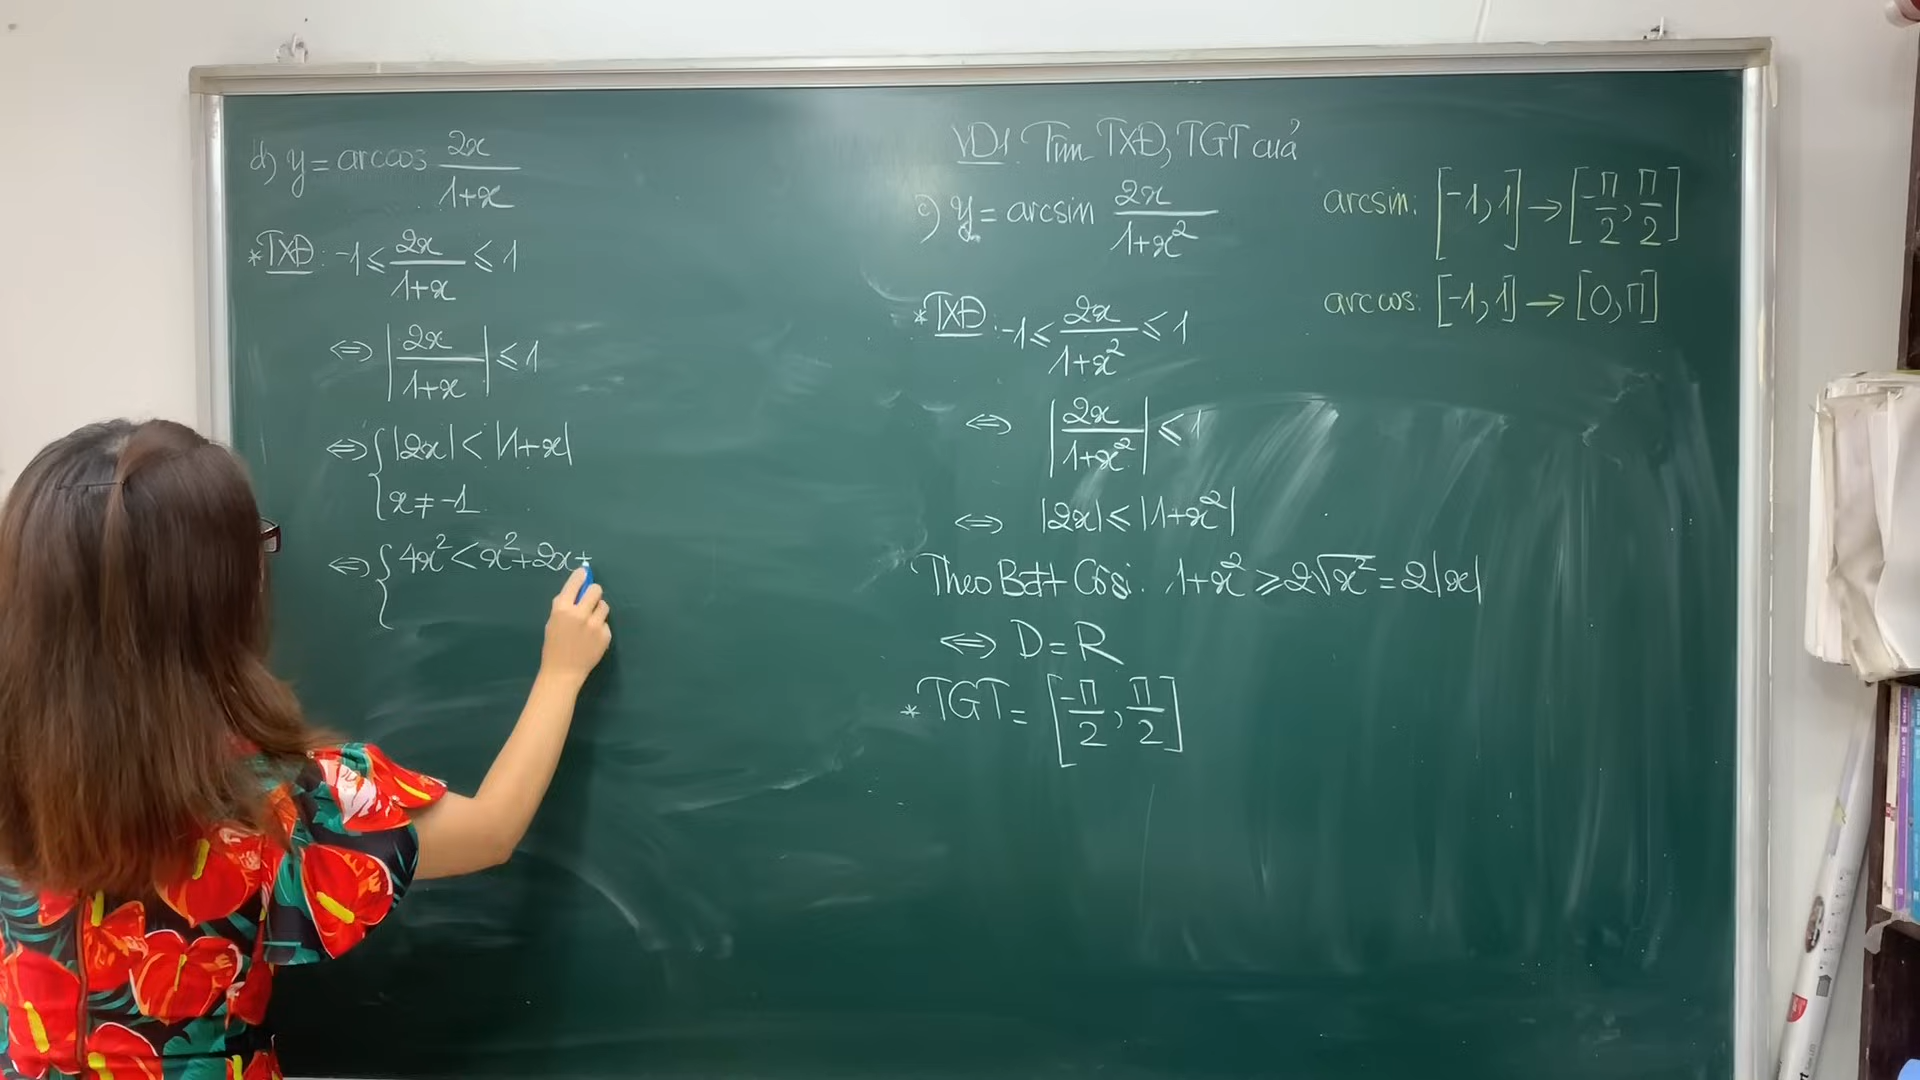 d) y = arccos 2x/(1+x)
*TXĐ: -1 ≤ 2x/(1+x) ≤ 1
⇔ |2x/(1+x)| ≤ 1
⇔ { |2x| < |1+x|
x ≠ -1
⇔ { 4x² < x² + 2x +
VD1. Tìm TXĐ, TGT của
c) y = arcsin 2x/(1+x²)
*TXĐ: -1 ≤ 2x/(1+x²) ≤ 1
⇔ |2x/(1+x²)| ≤ 1
⇔ |2x| ≤ |1+x²|
Theo Bđt Côsi: 1+x² ≥ 2√x² = 2|x|
⇔ D = R
* TGT = [-π/2, π/2]
arcsin: [-1, 1] → [-π/2, π/2]
arccos: [-1, 1] → [0, π]